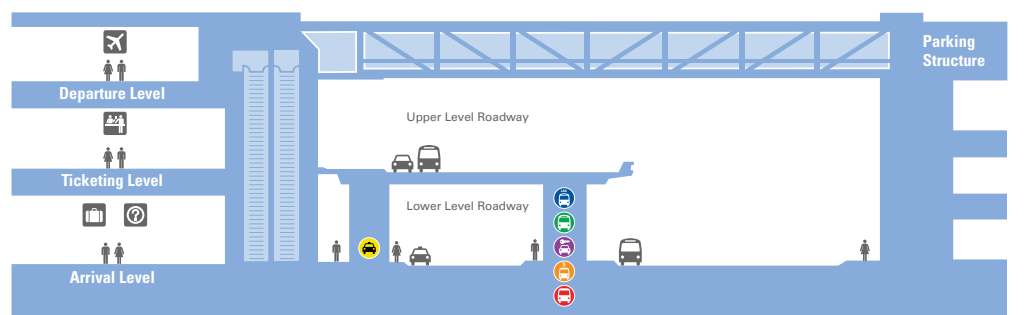 Parking
Structure
Departure Level
Upper Level Roadway
Ticketing Level
Lower Level Roadway
Arrival Level